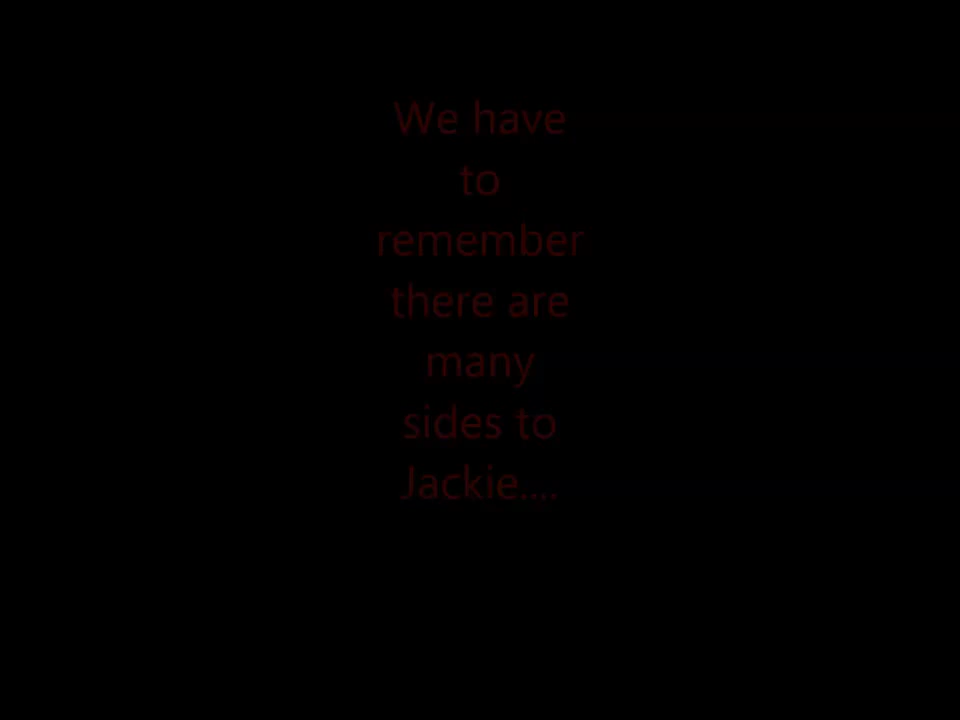 We have
to
remember
there are
many
sides to
Jackie....